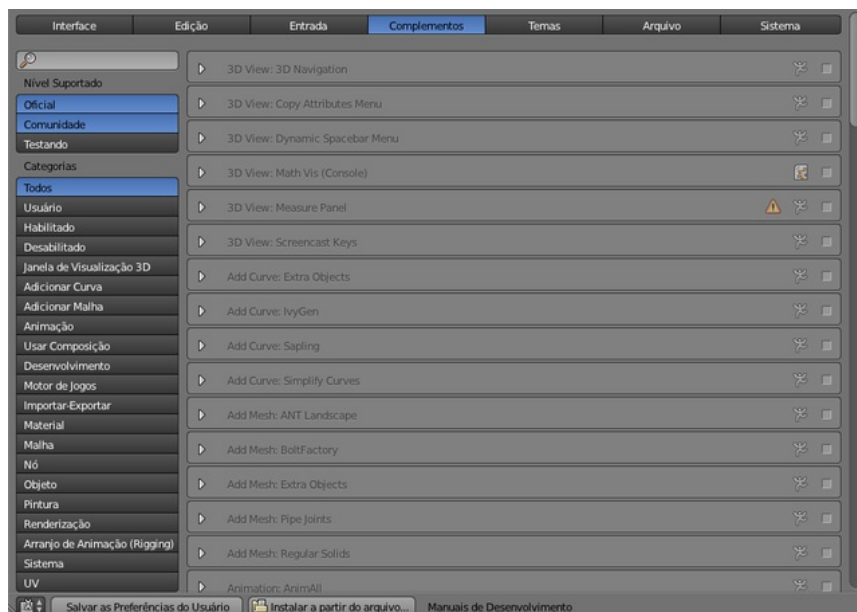 Interface Edição Entrada Complementos Temas Arquivo Sistema
Nível Suportado
Oficial
Comunidade
Testando
Categorias
Todos
Usuário
Habilitado
Desabilitado
Janela de Visualização 3D
Adicionar Curva
Adicionar Malha
Animação
Usar Composição
Desenvolvimento
Motor de Jogos
Importar-Exportar
Material
Malha
Nó
Objeto
Pintura
Renderização
Arranjo de Animação (Rigging)
Sistema
UV
3D View: 3D Navigation
3D View: Copy Attributes Menu
3D View: Dynamic Spacebar Menu
3D View: Math Vis (Console)
3D View: Measure Panel
3D View: Screencast Keys
Add Curve: Extra Objects
Add Curve: IvyGen
Add Curve: Sapling
Add Curve: Simplify Curves
Add Mesh: ANT Landscape
Add Mesh: BoltFactory
Add Mesh: Extra Objects
Add Mesh: Pipe Joints
Add Mesh: Regular Solids
Animation: AnimAll
Salvar as Preferências do Usuário Instalar a partir do arquivo... Manuais de Desenvolvimento